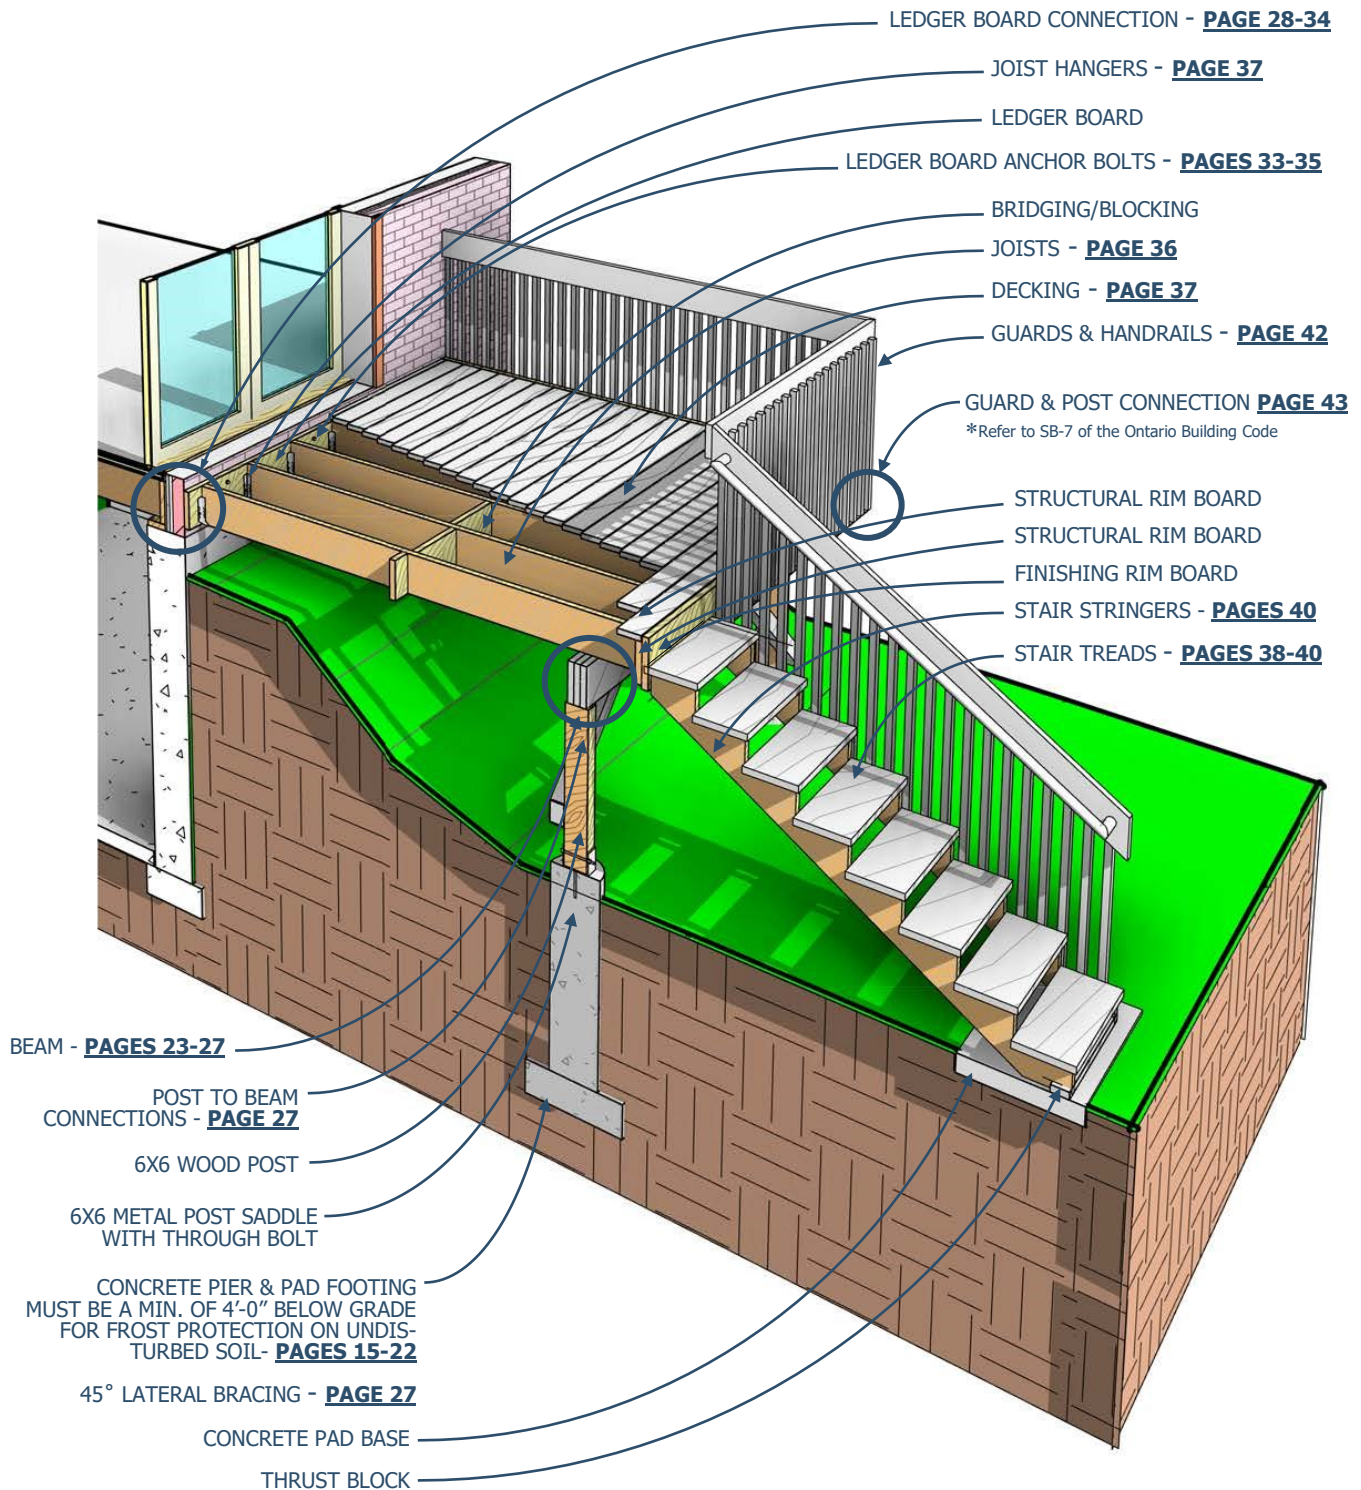 LEDGER BOARD CONNECTION - PAGE 28-34
JOIST HANGERS - PAGE 37
LEDGER BOARD
LEDGER BOARD ANCHOR BOLTS - PAGES 33-35
BRIDGING/BLOCKING
JOISTS - PAGE 36
DECKING - PAGE 37
GUARDS & HANDRAILS - PAGE 42
GUARD & POST CONNECTION PAGE 43
*Refer to SB-7 of the Ontario Building Code
STRUCTURAL RIM BOARD
STRUCTURAL RIM BOARD
FINISHING RIM BOARD
STAIR STRINGERS - PAGES 40
STAIR TREADS - PAGES 38-40
BEAM - PAGES 23-27
POST TO BEAM
CONNECTIONS - PAGE 27
6X6 WOOD POST
6X6 METAL POST SADDLE
WITH THROUGH BOLT
CONCRETE PIER & PAD FOOTING
MUST BE A MIN. OF 4’-0” BELOW GRADE
FOR FROST PROTECTION ON UNDIS-
TURBED SOIL- PAGES 15-22
45° LATERAL BRACING - PAGE 27
CONCRETE PAD BASE
THRUST BLOCK